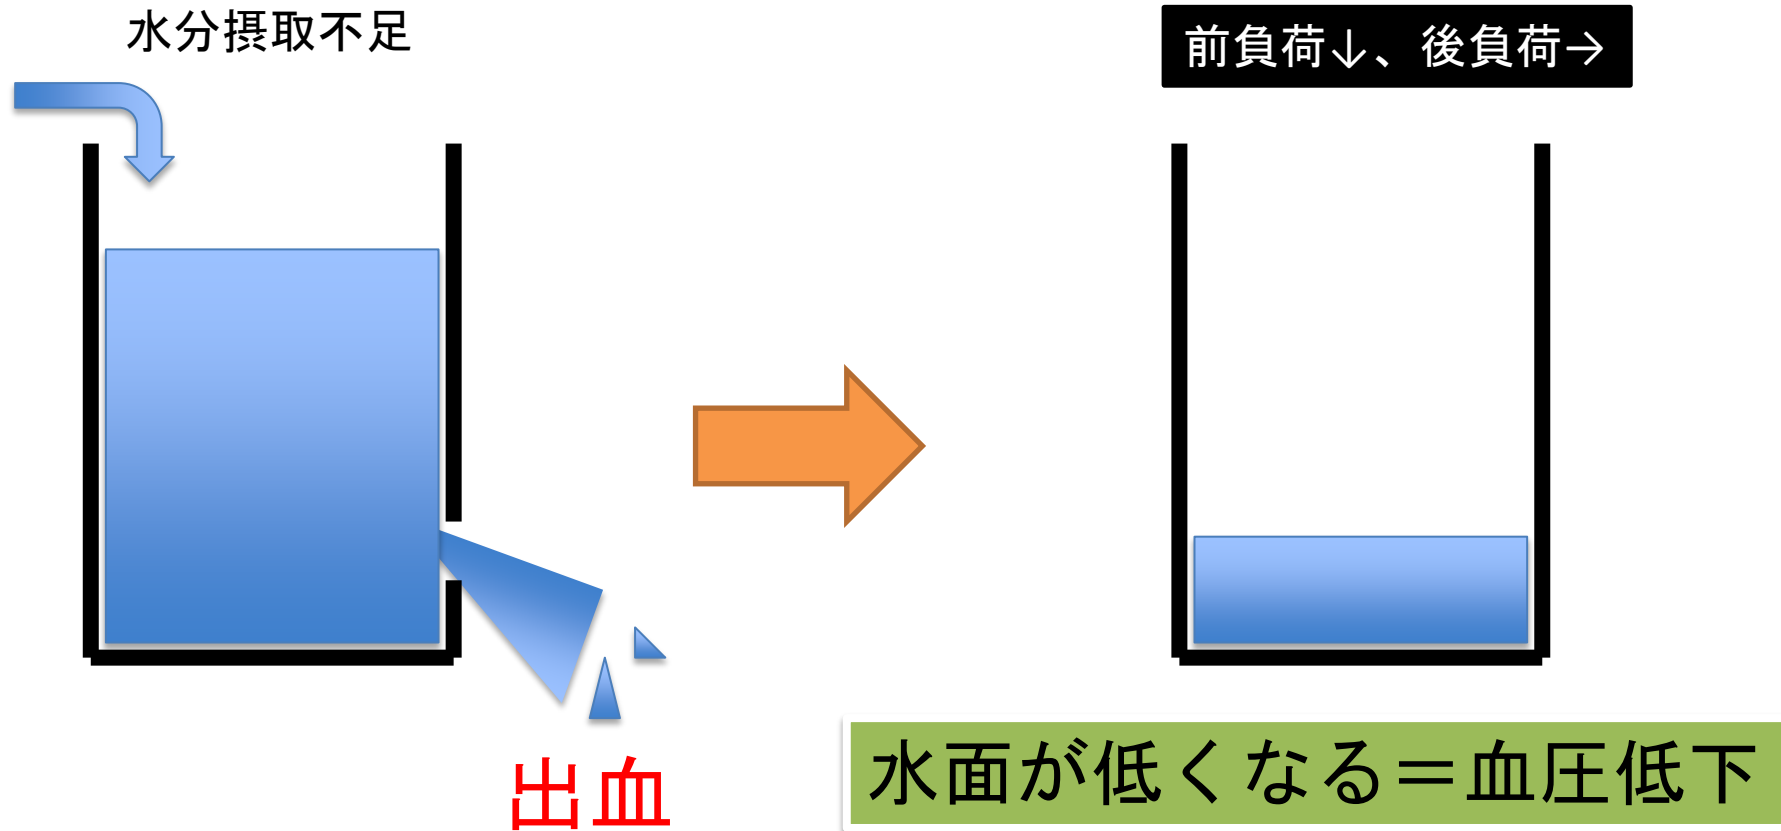 水分摂取不足
前負荷↓、後負荷→
出血
水面が低くなる＝血圧低下